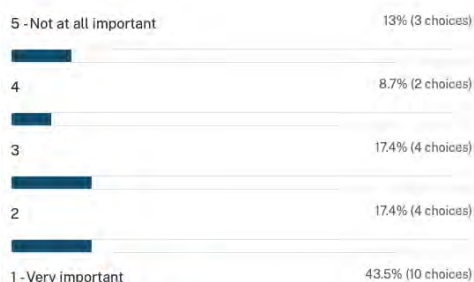 5 - Not at all important 13% (3 choices)
4 8.7% (2 choices)
3 17.4% (4 choices)
2 17.4% (4 choices)
1 - Very important 43.5% (10 choices)